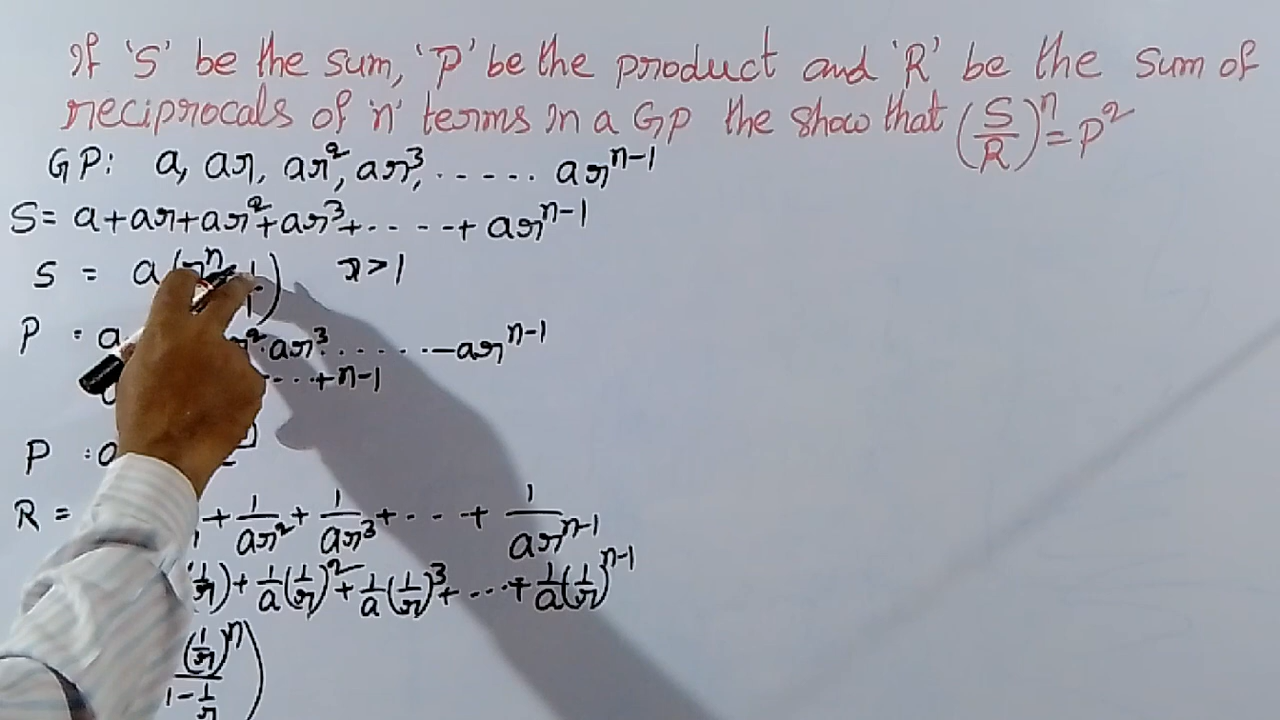 If 'S' be the sum, 'P' be the product and 'R' be the sum of
reciprocals of 'n' terms in a GP the show that (S/R)^n = P^2
GP: a, ar, ar^2, ar^3, ...... ar^(n-1)
S = a + ar + ar^2 + ar^3 + ..... + ar^(n-1)
S = a(r^n r > 1
P = a ar^3 ...... ar^(n-1)
... + n-1
P = a
R = + 1/ar^2 + 1/ar^3 + ... + 1/ar^(n-1)
(1/r) + 1/a(1/r)^2 + 1/a(1/r)^3 + ... + 1/a(1/r)^(n-1)
(1/r)^n)
1 - 1/r